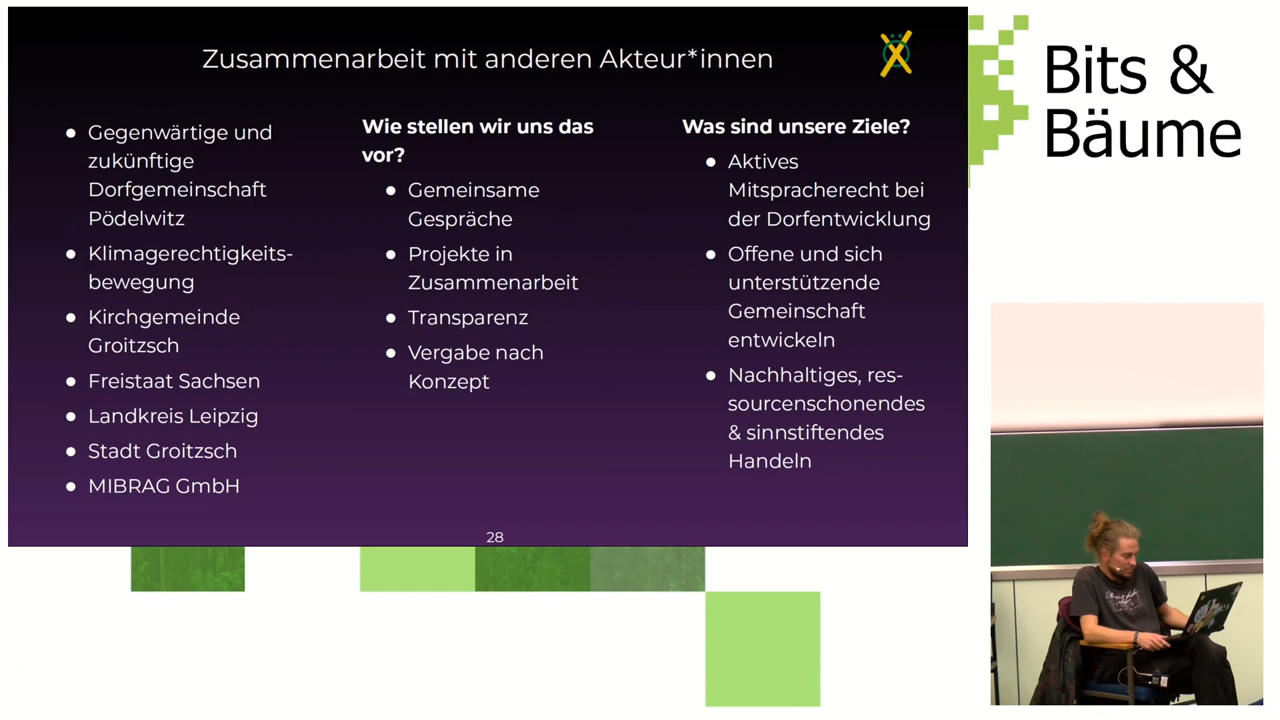 Zusammenarbeit mit anderen Akteur*innen
● Gegenwärtige und
zukünftige
Dorfgemeinschaft
Pödelwitz
● Klimagerechtigkeits-
bewegung
● Kirchgemeinde
Groitzsch
● Freistaat Sachsen
● Landkreis Leipzig
● Stadt Groitzsch
● MIBRAG GmbH
Wie stellen wir uns das
vor?
● Gemeinsame
Gespräche
● Projekte in
Zusammenarbeit
● Transparenz
● Vergabe nach
Konzept
Was sind unsere Ziele?
● Aktives
Mitspracherecht bei
der Dorfentwicklung
● Offene und sich
unterstützende
Gemeinschaft
entwickeln
● Nachhaltiges, res-
sourcenschonendes
& sinnstiftendes
Handeln
28
Bits &
Bäume